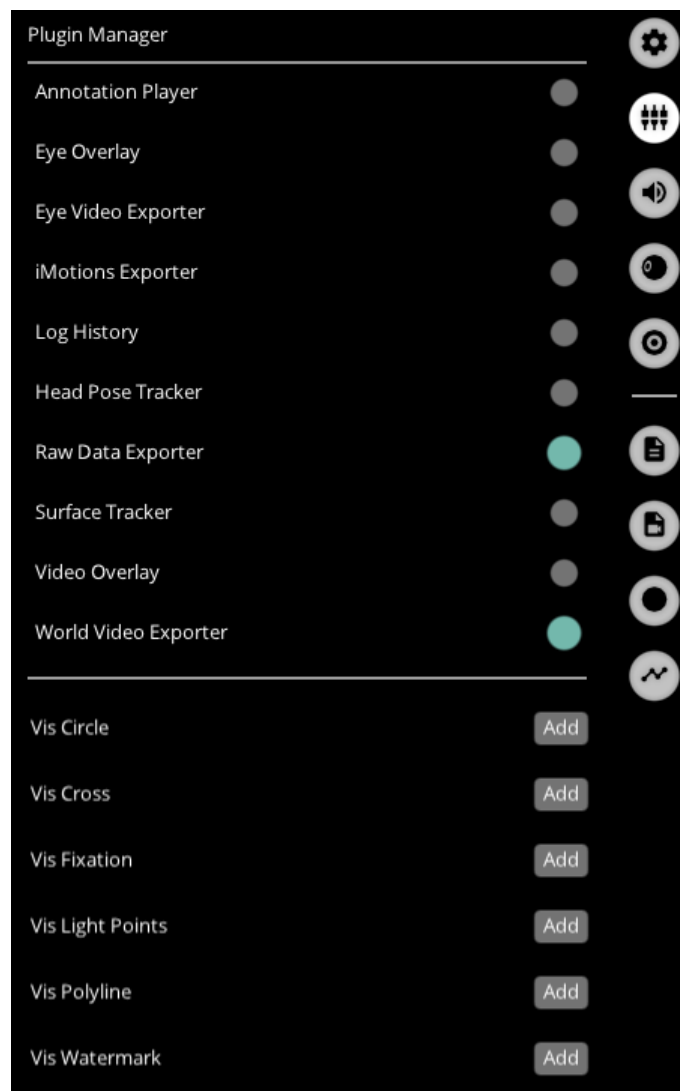 Plugin Manager
Annotation Player
Eye Overlay
Eye Video Exporter
iMotions Exporter
Log History
Head Pose Tracker
Raw Data Exporter
Surface Tracker
Video Overlay
World Video Exporter
Vis Circle Add
Vis Cross Add
Vis Fixation Add
Vis Light Points Add
Vis Polyline Add
Vis Watermark Add